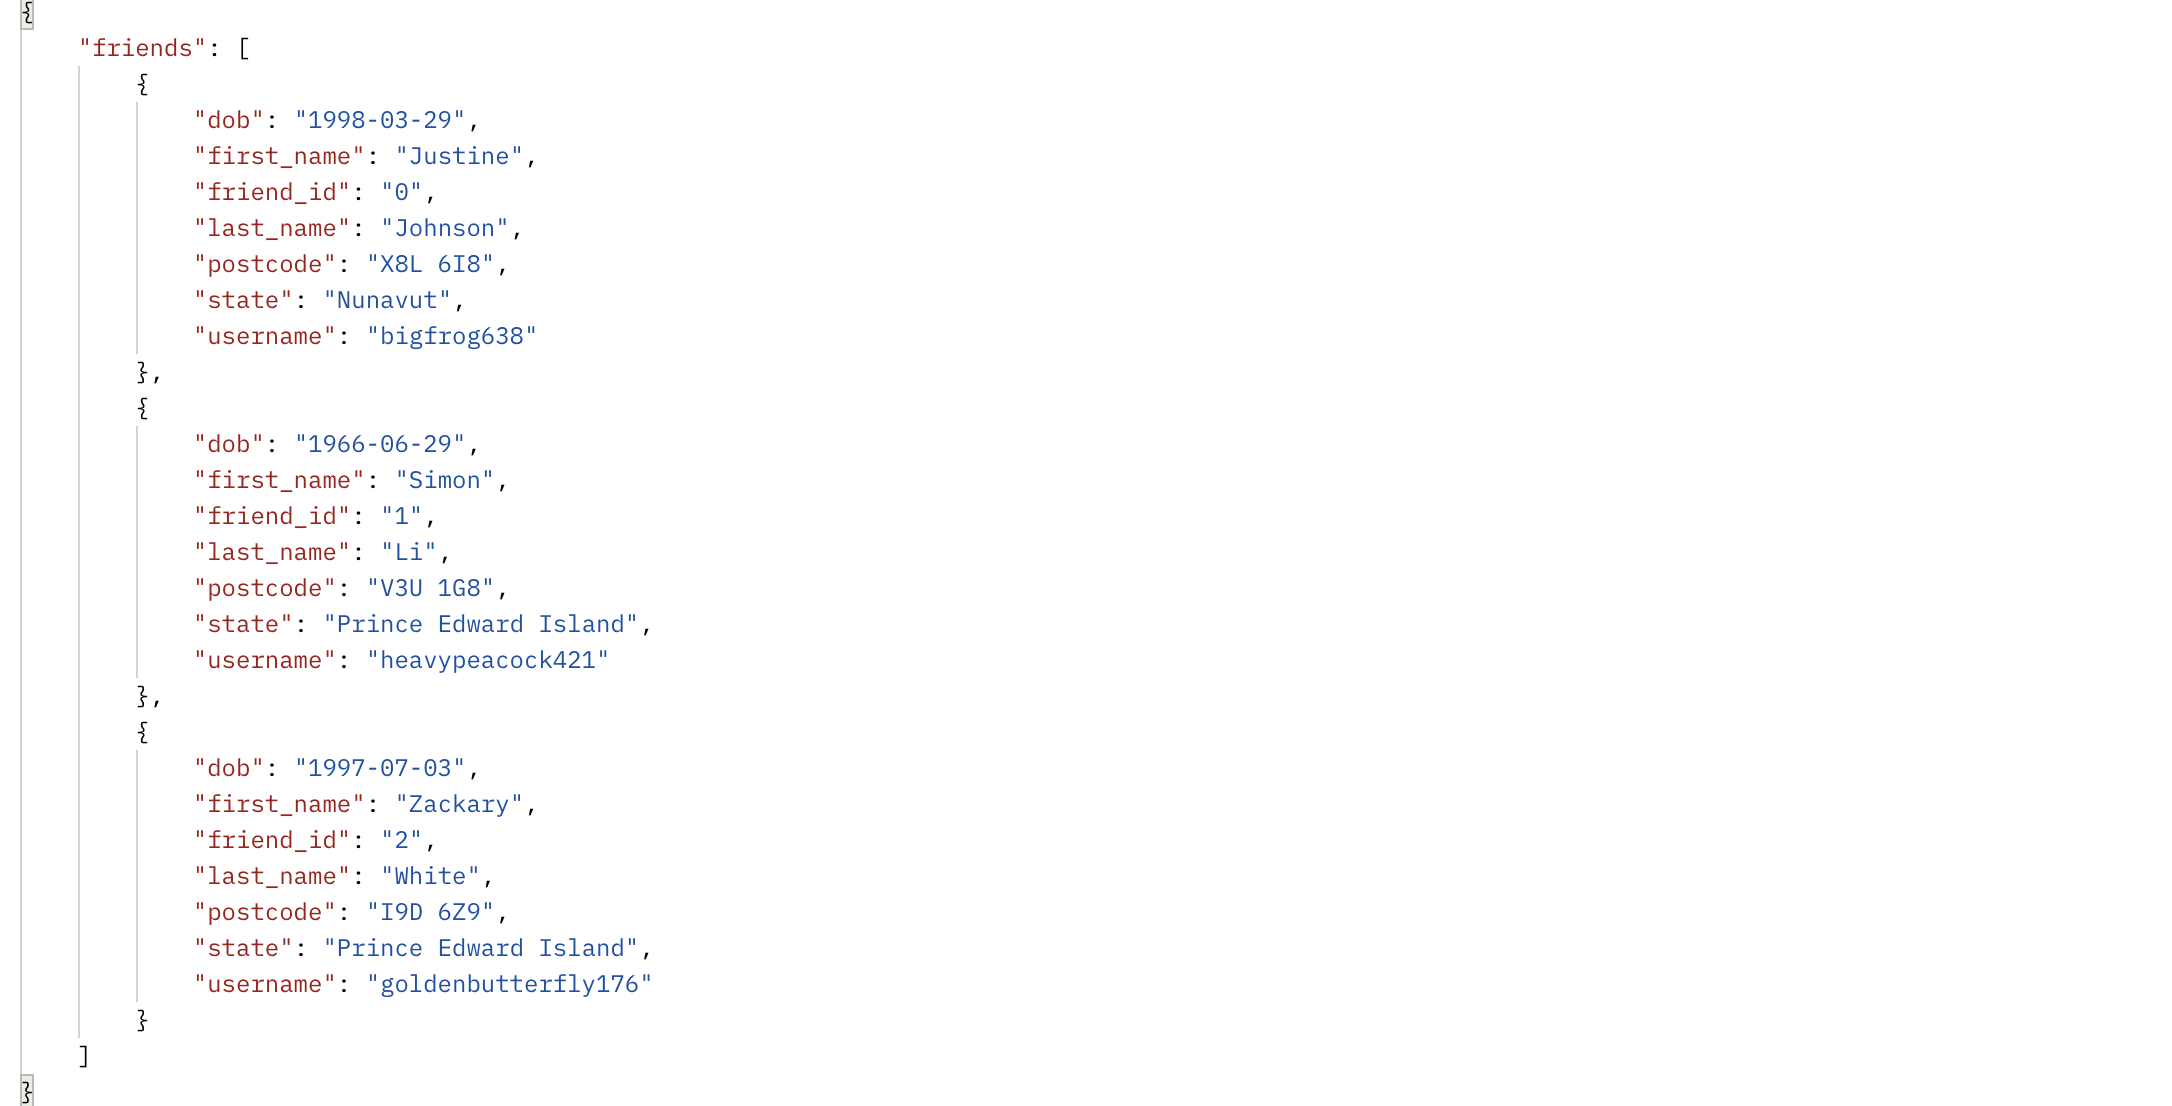 {
    "friends": [
        {
            "dob": "1998-03-29",
            "first_name": "Justine",
            "friend_id": "0",
            "last_name": "Johnson",
            "postcode": "X8L 6I8",
            "state": "Nunavut",
            "username": "bigfrog638"
        },
        {
            "dob": "1966-06-29",
            "first_name": "Simon",
            "friend_id": "1",
            "last_name": "Li",
            "postcode": "V3U 1G8",
            "state": "Prince Edward Island",
            "username": "heavypeacock421"
        },
        {
            "dob": "1997-07-03",
            "first_name": "Zackary",
            "friend_id": "2",
            "last_name": "White",
            "postcode": "I9D 6Z9",
            "state": "Prince Edward Island",
            "username": "goldenbutterfly176"
        }
    ]
}